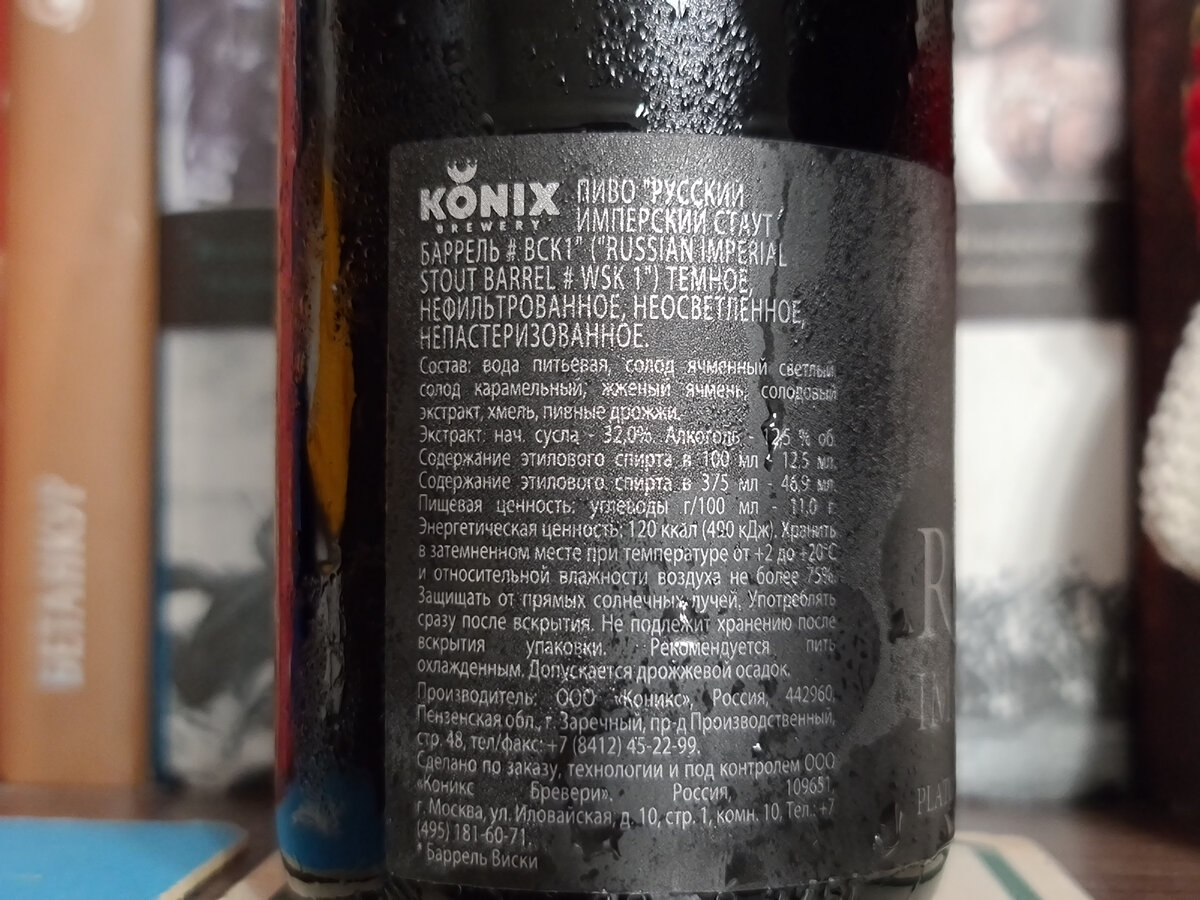 KÖNIX
BREWERY
ПИВО "РУССКИЙ
ИМПЕРСКИЙ СТАУТ
БАРРЕЛЬ # ВСК1" ("RUSSIAN IMPERIAL
STOUT BARREL # WSK 1") ТЕМНОЕ,
НЕФИЛЬТРОВАННОЕ, НЕОСВЕТЛЁННОЕ,
НЕПАСТЕРИЗОВАННОЕ.
Состав: вода питьевая, солод ячменный светлый
солод карамельный, жженый ячмень, солодовый
экстракт, хмель, пивные дрожжи.
Экстракт. нач. сусла - 32,0%. Алкоголь - 12,5 % об.
Содержание этилового спирта в 100 мл - 12.5 мл.
Содержание этилового спирта в 375 мл - 46,9 мл.
Пищевая ценность: углеводы г/100 мл - 11.0 г.
Энергетическая ценность: 120 ккал (490 кДж). Хранить
в затемненном месте при температуре от +2 до +20°C
и относительной влажности воздуха не более 75%.
Защищать от прямых солнечных лучей. Употреблять
сразу после вскрытия. Не подлежит хранению после
вскрытия упаковки. Рекомендуется пить
охлажденным. Допускается дрожжевой осадок.
Производитель: ООО «Коникс», Россия, 442960,
Пензенская обл., г. Заречный, пр-д Производственный,
стр. 48, тел/факс: +7 (8412) 45-22-99.
Сделано по заказу, технологии и под контролем ООО
«Коникс Бревери». Россия, 109651,
г. Москва, ул. Иловайская, д. 10, стр. 1, комн. 10, Тел.: +7
(495) 181-60-71.
* Баррель Виски
R
IM
PLAT
БЕТАНКУР